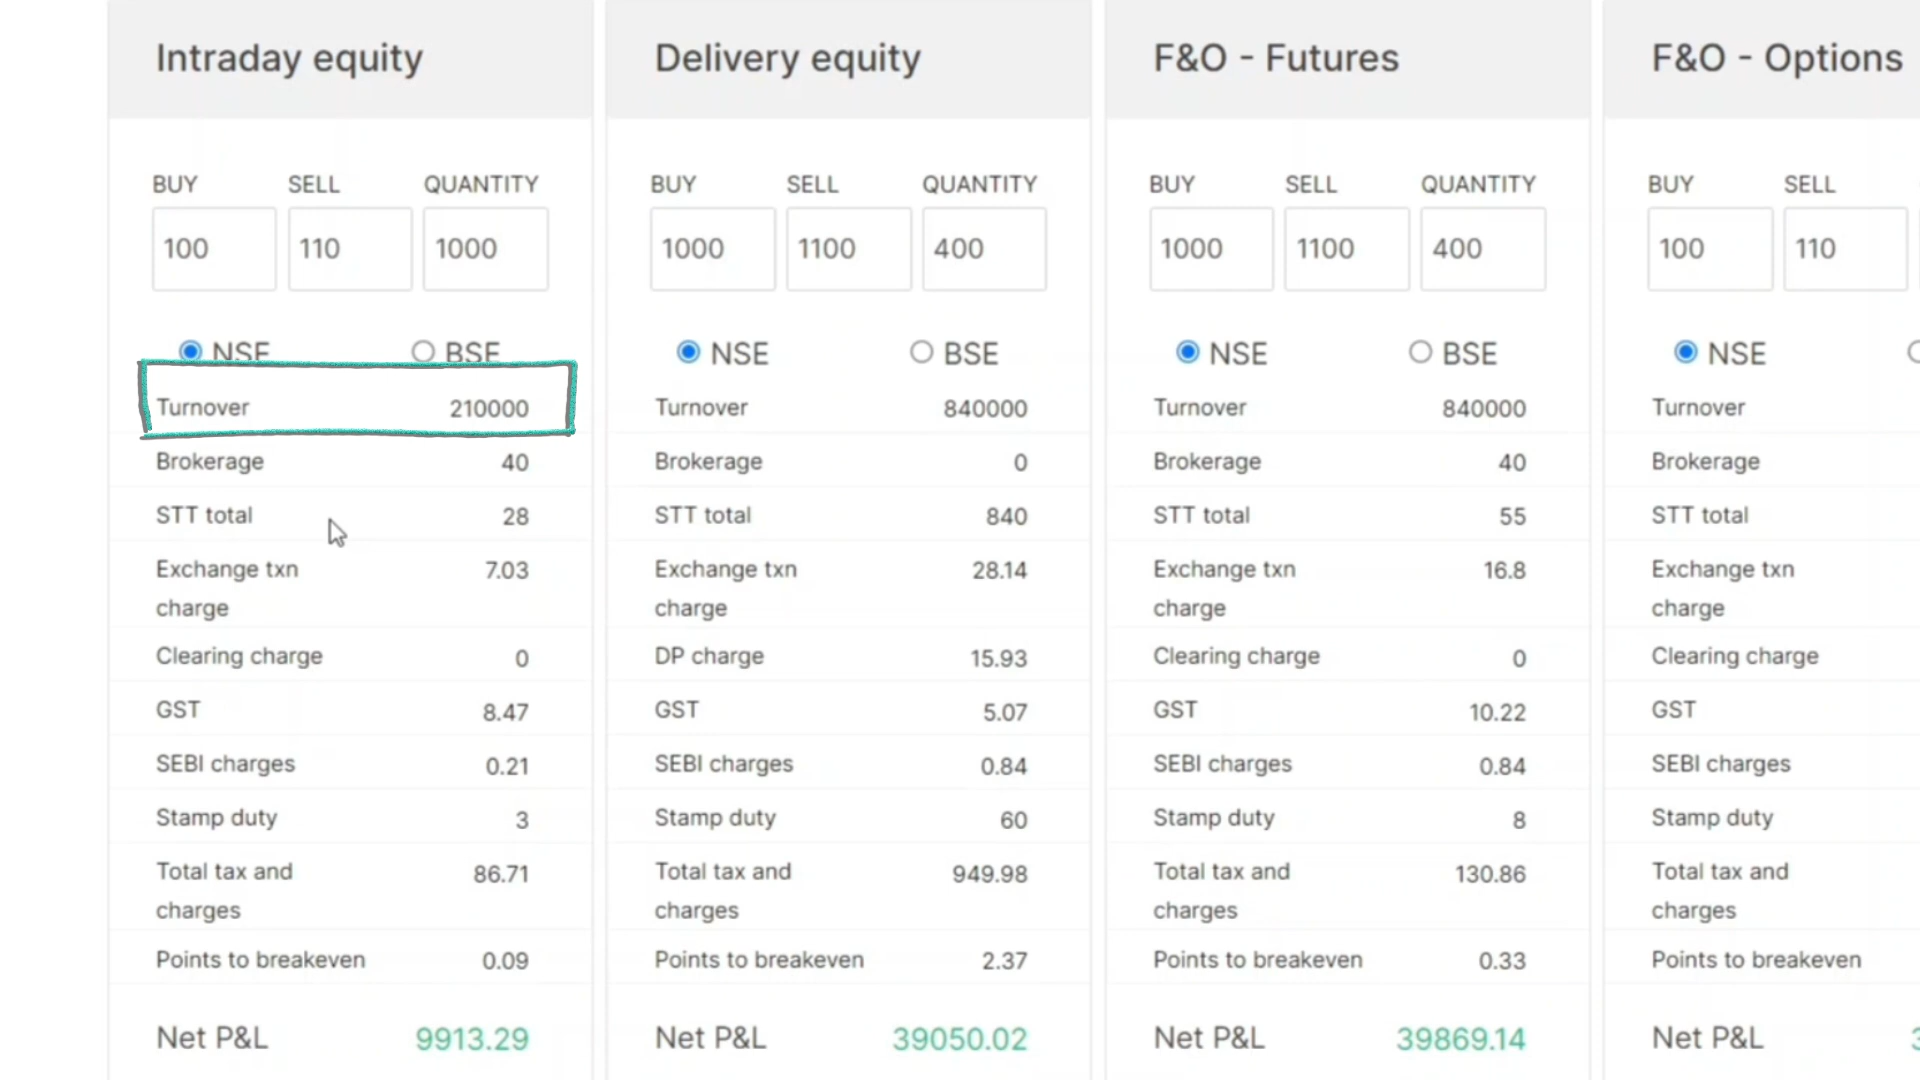 Intraday equity
BUY SELL QUANTITY
100 110 1000
NSE BSE
Turnover 210000
Brokerage 40
STT total 28
Exchange txn 7.03
charge
Clearing charge 0
GST 8.47
SEBI charges 0.21
Stamp duty 3
Total tax and 86.71
charges
Points to breakeven 0.09
Net P&L 9913.29
Delivery equity
BUY SELL QUANTITY
1000 1100 400
NSE BSE
Turnover 840000
Brokerage 0
STT total 840
Exchange txn 28.14
charge
DP charge 15.93
GST 5.07
SEBI charges 0.84
Stamp duty 60
Total tax and 949.98
charges
Points to breakeven 2.37
Net P&L 39050.02
F&O - Futures
BUY SELL QUANTITY
1000 1100 400
NSE BSE
Turnover 840000
Brokerage 40
STT total 55
Exchange txn 16.8
charge
Clearing charge 0
GST 10.22
SEBI charges 0.84
Stamp duty 8
Total tax and 130.86
charges
Points to breakeven 0.33
Net P&L 39869.14
F&O - Options
BUY SELL
100 110
NSE
Turnover
Brokerage
STT total
Exchange txn
charge
Clearing charge
GST
SEBI charges
Stamp duty
Total tax and
charges
Points to breakeven
Net P&L